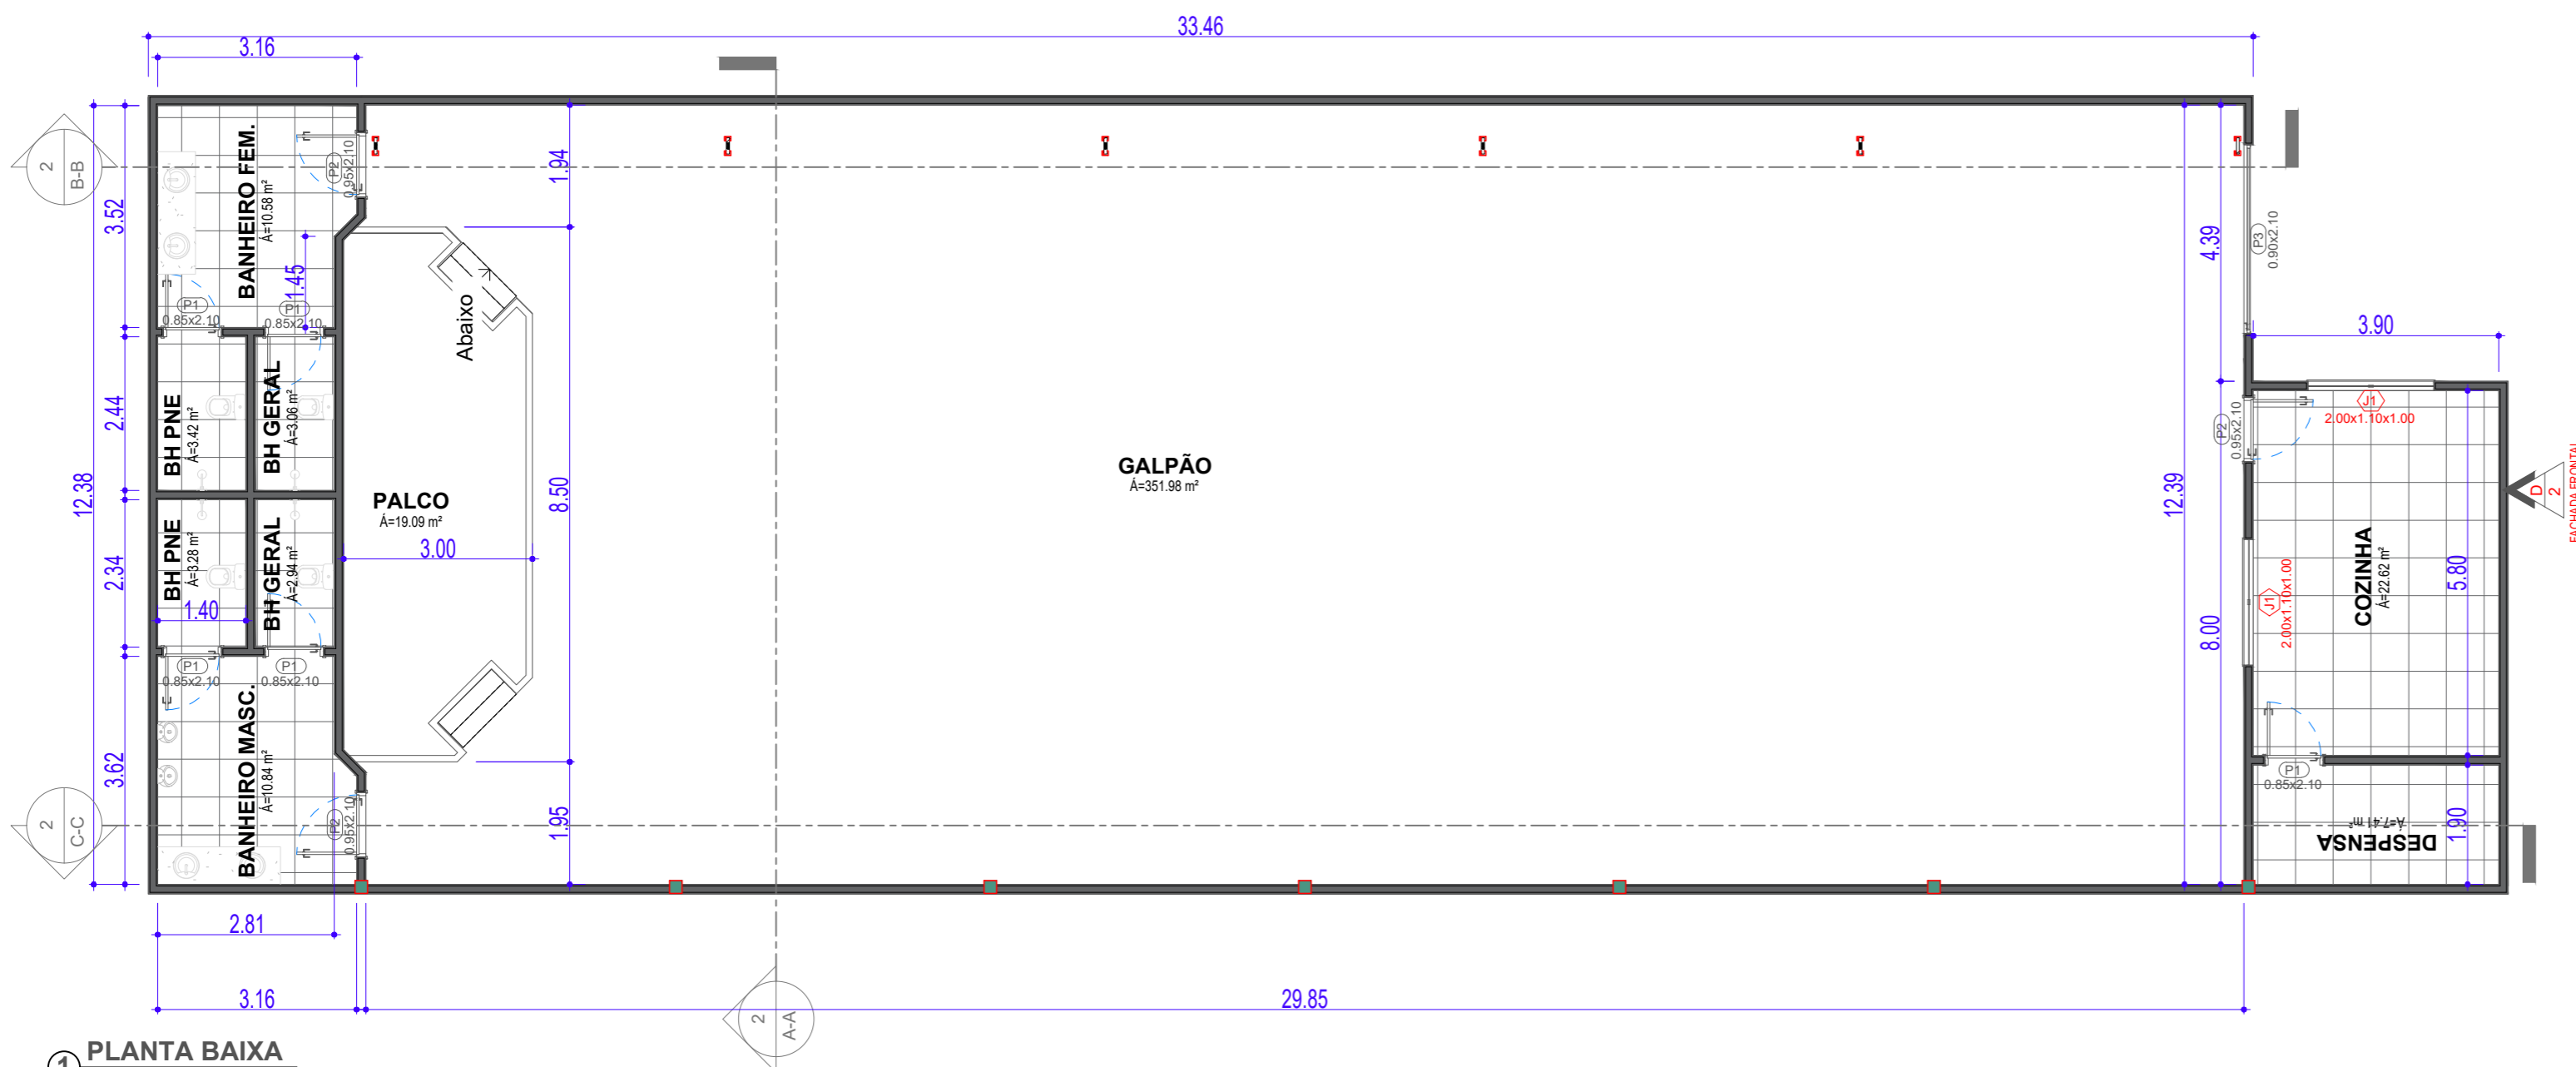 33.46
3.16
2
B-B
BANHEIRO FEM.
Á=10.58 m²
P2
0.95x2.10
1.94
3.52
1.45
P1
0.85x2.10
P1
0.85x2.10
Abaixo
4.39
P3
0.90x2.10
3.90
2.44
BH PNE
Á=3.42 m²
BH GERAL
Á=3.06 m²
P2
0.95x2.10
J1
2.00x1.10x1.00
GALPÃO
Á=351.98 m²
12.38
PALCO
Á=19.09 m²
8.50
12.39
D
2
FACHADA FRONTAL
3.00
2.34
BH PNE
Á=3.28 m²
1.40
BH GERAL
Á=2.94 m²
8.00
J1
2.00x1.10x1.00
COZINHA
Á=22.62 m²
5.80
P1
0.85x2.10
P1
0.85x2.10
3.62
BANHEIRO MASC.
Á=10.84 m²
P2
0.95x2.10
1.95
P1
0.85x2.10
DESPENSA
Á=7.41 m²
1.90
2
C-C
2.81
3.16
29.85
2
A-A
1
PLANTA BAIXA